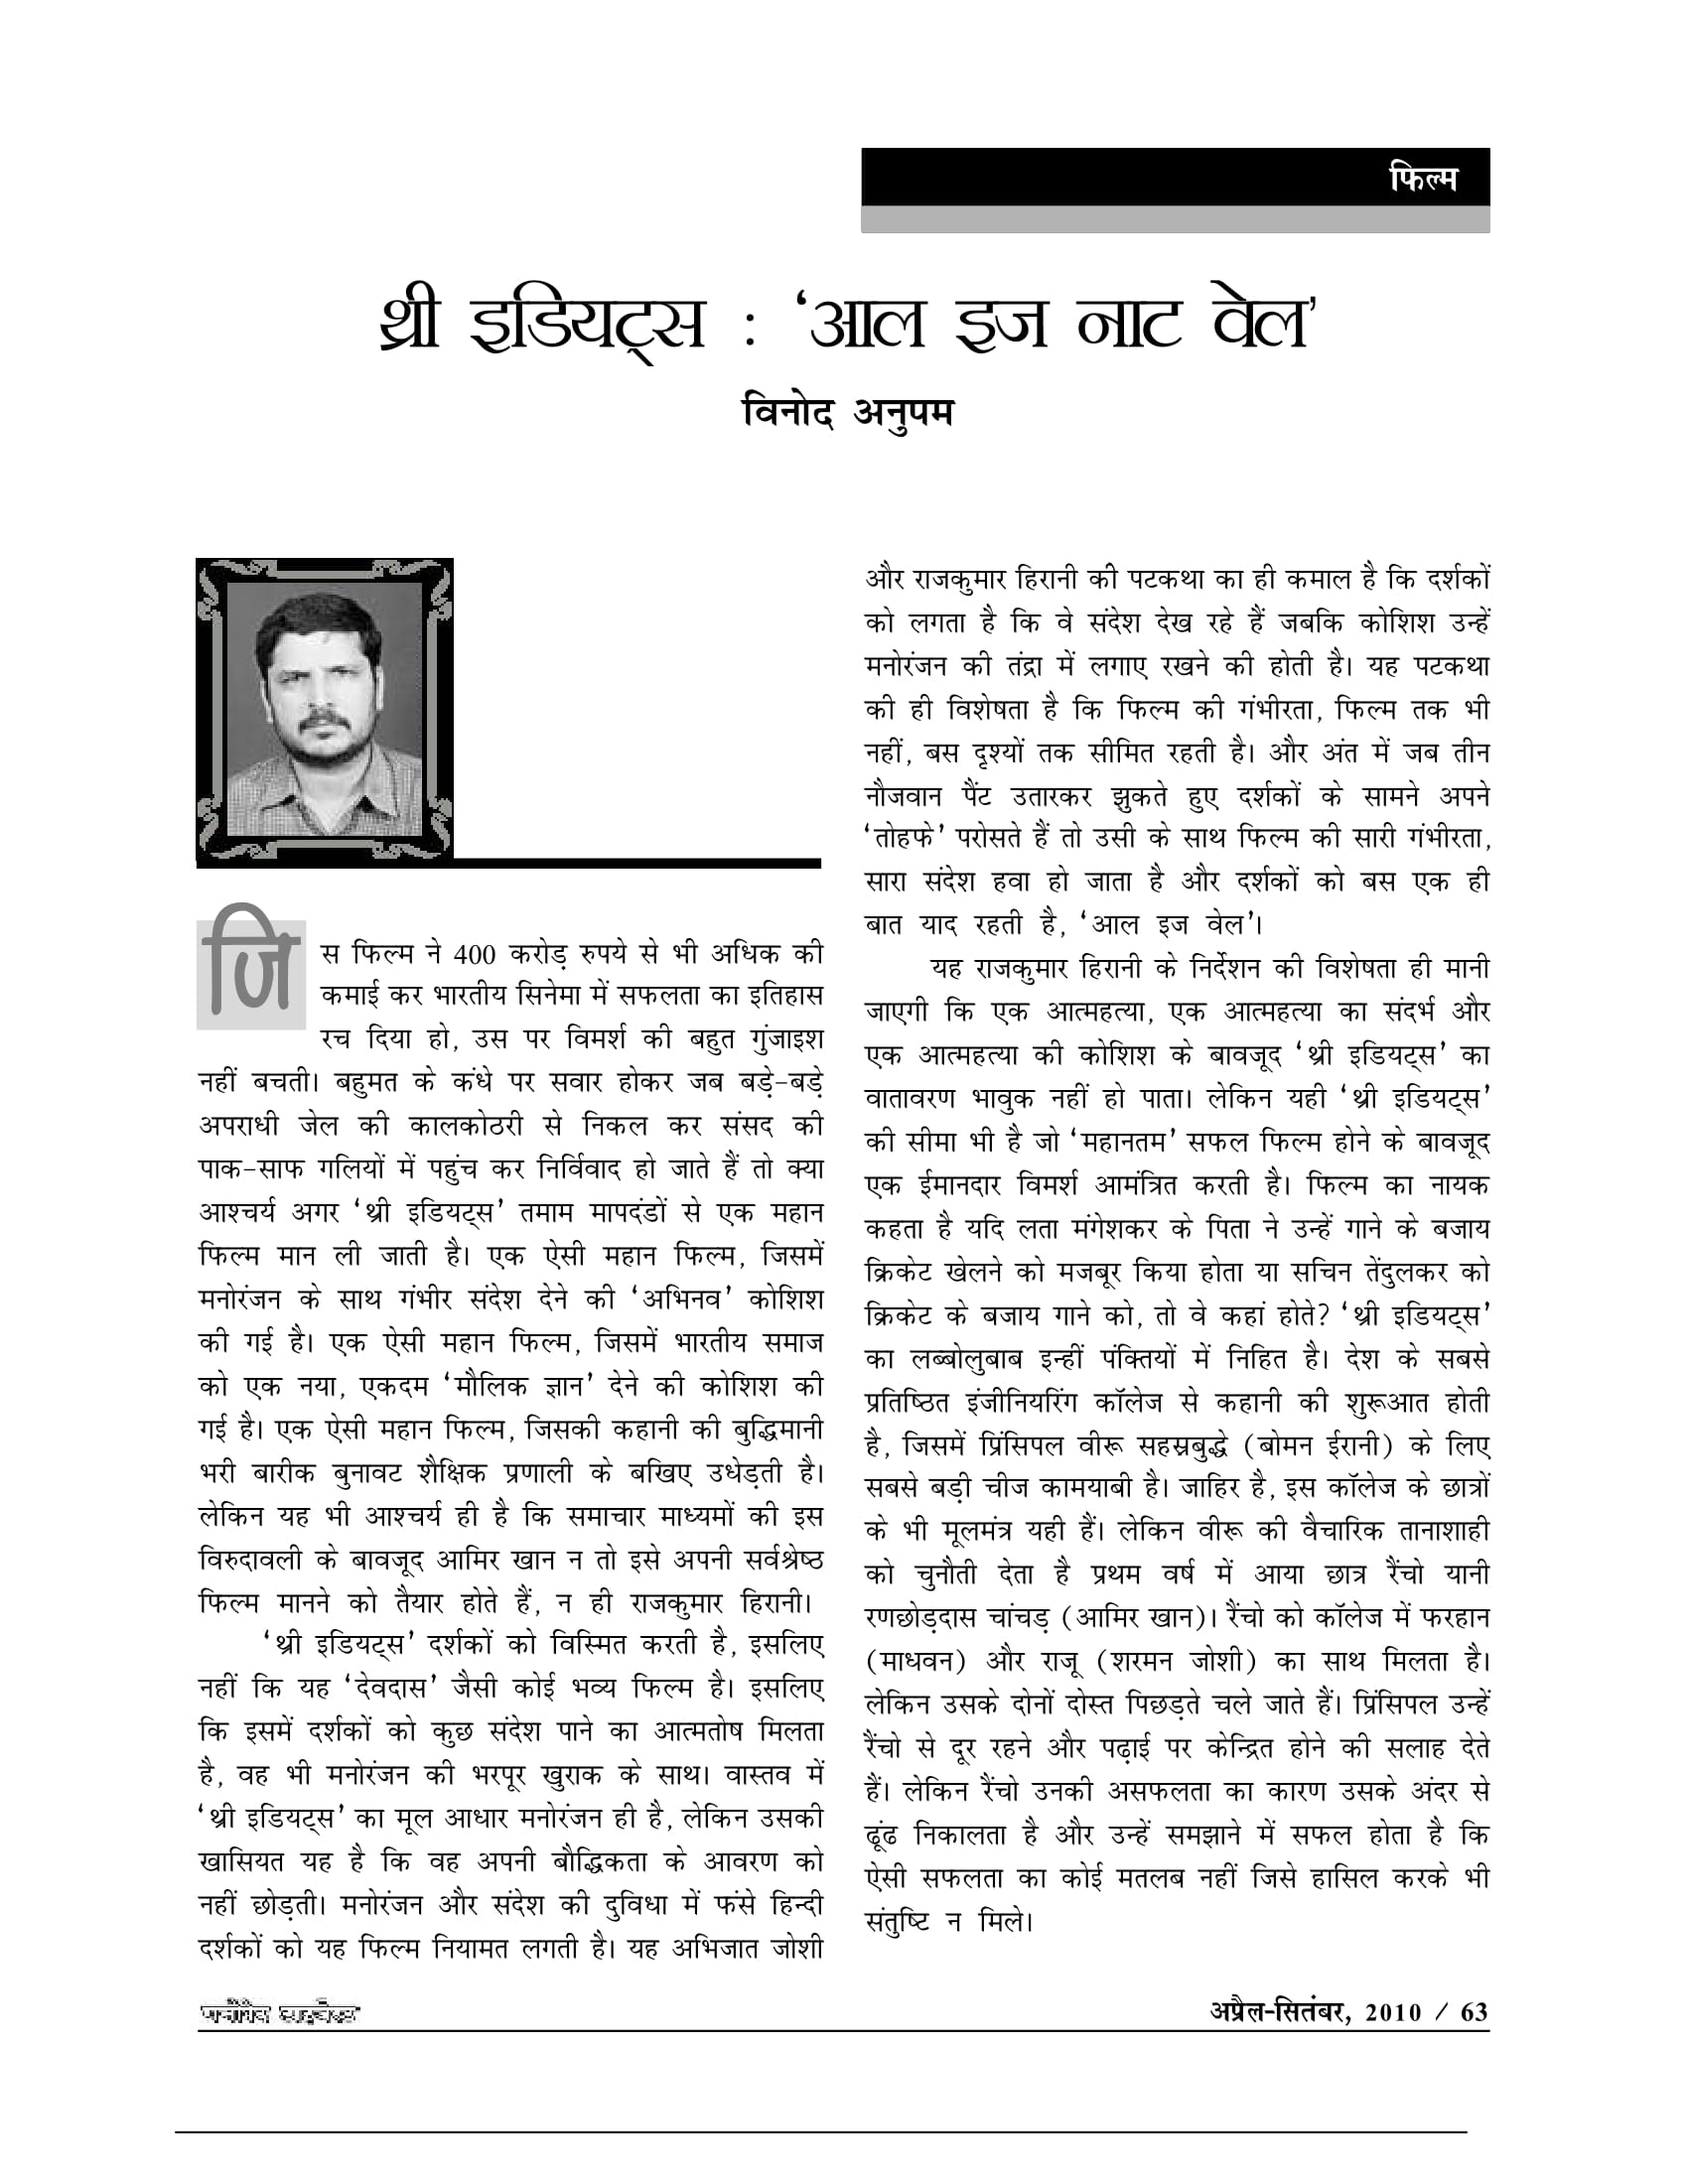 फिल्म
थ्री इडियट्स : ‘आल इज नाट वेल’
विनोद अनुपम
जिस फिल्म ने 400 करोड़ रुपये से भी अधिक की
कमाई कर भारतीय सिनेमा में सफलता का इतिहास
रच दिया हो, उस पर विमर्श की बहुत गुंजाइश
नहीं बचती। बहुमत के कंधे पर सवार होकर जब बड़े-बड़े
अपराधी जेल की कालकोठरी से निकल कर संसद की
पाक-साफ गलियों में पहुंच कर निर्विवाद हो जाते हैं तो क्या
आश्चर्य अगर ‘थ्री इडियट्स’ तमाम मापदंडों से एक महान
फिल्म मान ली जाती है। एक ऐसी महान फिल्म, जिसमें
मनोरंजन के साथ गंभीर संदेश देने की ‘अभिनव’ कोशिश
की गई है। एक ऐसी महान फिल्म, जिसमें भारतीय समाज
को एक नया, एकदम ‘मौलिक ज्ञान’ देने की कोशिश की
गई है। एक ऐसी महान फिल्म, जिसकी कहानी की बुद्धिमानी
भरी बारीक बुनावट शैक्षिक प्रणाली के बखिए उधेड़ती है।
लेकिन यह भी आश्चर्य ही है कि समाचार माध्यमों की इस
विरुदावली के बावजूद आमिर खान न तो इसे अपनी सर्वश्रेष्ठ
फिल्म मानने को तैयार होते हैं, न ही राजकुमार हिरानी।
‘थ्री इडियट्स’ दर्शकों को विस्मित करती है, इसलिए
नहीं कि यह ‘देवदास’ जैसी कोई भव्य फिल्म है। इसलिए
कि इसमें दर्शकों को कुछ संदेश पाने का आत्मतोष मिलता
है, वह भी मनोरंजन की भरपूर खुराक के साथ। वास्तव में
‘थ्री इडियट्स’ का मूल आधार मनोरंजन ही है, लेकिन उसकी
खासियत यह है कि वह अपनी बौद्धिकता के आवरण को
नहीं छोड़ती। मनोरंजन और संदेश की दुविधा में फंसे हिन्दी
दर्शकों को यह फिल्म नियामत लगती है। यह अभिजात जोशी
और राजकुमार हिरानी की पटकथा का ही कमाल है कि दर्शकों
को लगता है कि वे संदेश देख रहे हैं जबकि कोशिश उन्हें
मनोरंजन की तंद्रा में लगाए रखने की होती है। यह पटकथा
की ही विशेषता है कि फिल्म की गंभीरता, फिल्म तक भी
नहीं, बस दृश्यों तक सीमित रहती है। और अंत में जब तीन
नौजवान पैंट उतारकर झुकते हुए दर्शकों के सामने अपने
‘तोहफे’ परोसते हैं तो उसी के साथ फिल्म की सारी गंभीरता,
सारा संदेश हवा हो जाता है और दर्शकों को बस एक ही
बात याद रहती है, ‘आल इज वेल’।
यह राजकुमार हिरानी के निर्देशन की विशेषता ही मानी
जाएगी कि एक आत्महत्या, एक आत्महत्या का संदर्भ और
एक आत्महत्या की कोशिश के बावजूद ‘थ्री इडियट्स’ का
वातावरण भावुक नहीं हो पाता। लेकिन यही ‘थ्री इडियट्स’
की सीमा भी है जो ‘महानतम’ सफल फिल्म होने के बावजूद
एक ईमानदार विमर्श आमंत्रित करती है। फिल्म का नायक
कहता है यदि लता मंगेशकर के पिता ने उन्हें गाने के बजाय
क्रिकेट खेलने को मजबूर किया होता या सचिन तेंदुलकर को
क्रिकेट के बजाय गाने को, तो वे कहां होते? ‘थ्री इडियट्स’
का लब्बोलुबाब इन्हीं पंक्तियों में निहित है। देश के सबसे
प्रतिष्ठित इंजीनियरिंग कॉलेज से कहानी की शुरूआत होती
है, जिसमें प्रिंसिपल वीरू सहस्रबुद्धे (बोमन ईरानी) के लिए
सबसे बड़ी चीज कामयाबी है। जाहिर है, इस कॉलेज के छात्रों
के भी मूलमंत्र यही हैं। लेकिन वीरू की वैचारिक तानाशाही
को चुनौती देता है प्रथम वर्ष में आया छात्र रैंचो यानी
रणछोड़दास चांचड़ (आमिर खान)। रैंचो को कॉलेज में फरहान
(माधवन) और राजू (शरमन जोशी) का साथ मिलता है।
लेकिन उसके दोनों दोस्त पिछड़ते चले जाते हैं। प्रिंसिपल उन्हें
रैंचो से दूर रहने और पढ़ाई पर केन्द्रित होने की सलाह देते
हैं। लेकिन रैंचो उनकी असफलता का कारण उसके अंदर से
ढूंढ निकालता है और उन्हें समझाने में सफल होता है कि
ऐसी सफलता का कोई मतलब नहीं जिसे हासिल करके भी
संतुष्टि न मिले।
अप्रैल-सितंबर, 2010 / 63